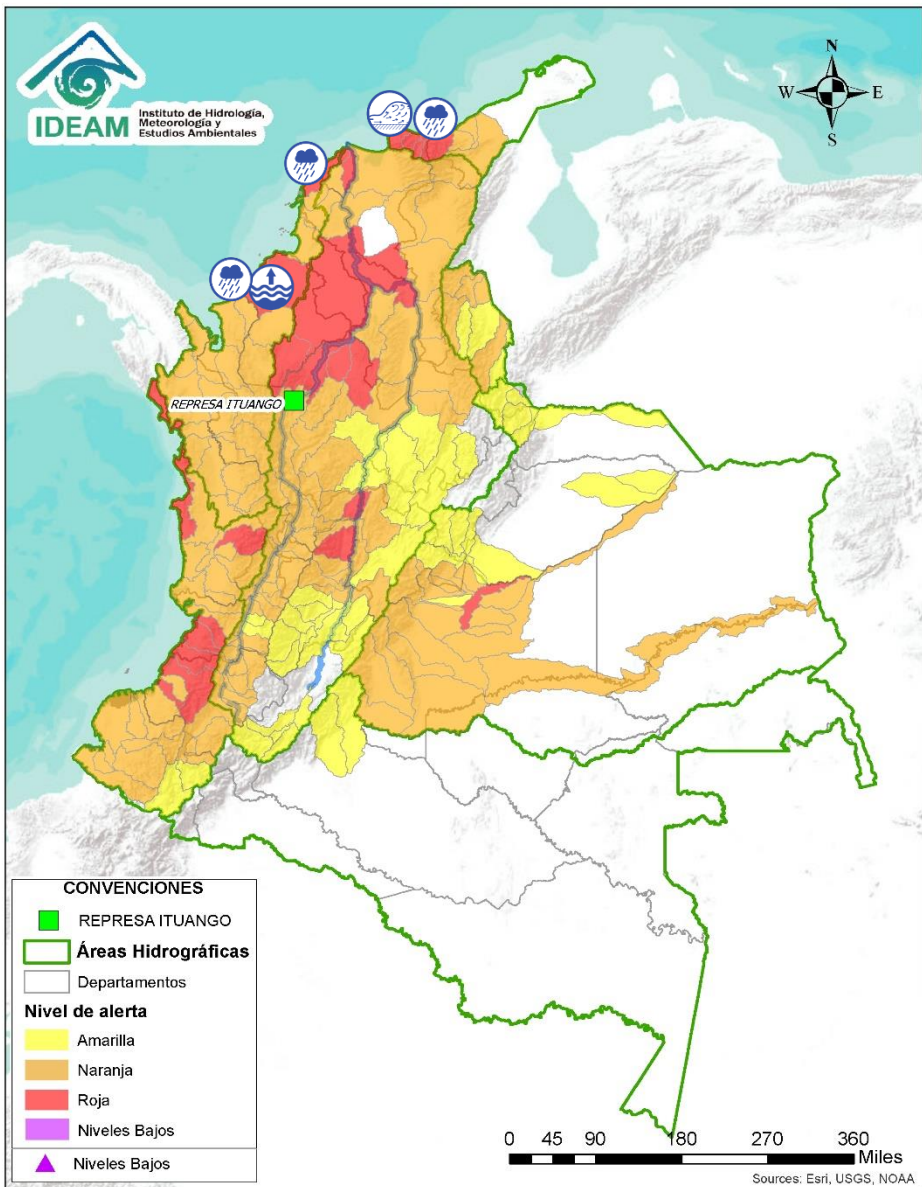 IDEAM
Instituto de Hidrología,
Meteorología y
Estudios Ambientales
N
W
E
S
REPRESA ITUANGO
CONVENCIONES
REPRESA ITUANGO
Áreas Hidrográficas
Departamentos
Nivel de alerta
Amarilla
Naranja
Roja
Niveles Bajos
Niveles Bajos
0 45 90 180 270 360
Miles
Sources: Esri, USGS, NOAA